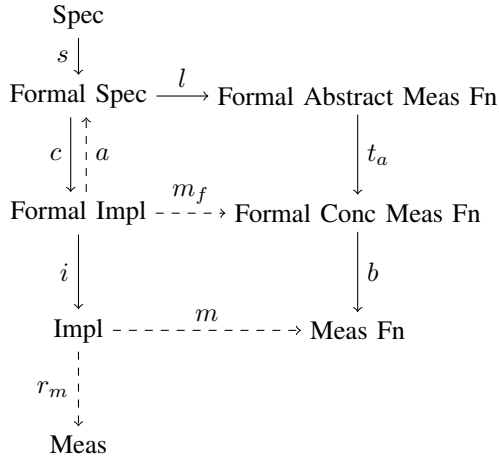 Spec
s
Formal Spec
l
Formal Abstract Meas Fn
c
a
t_a
Formal Impl
m_f
Formal Conc Meas Fn
i
b
Impl
m
Meas Fn
r_m
Meas